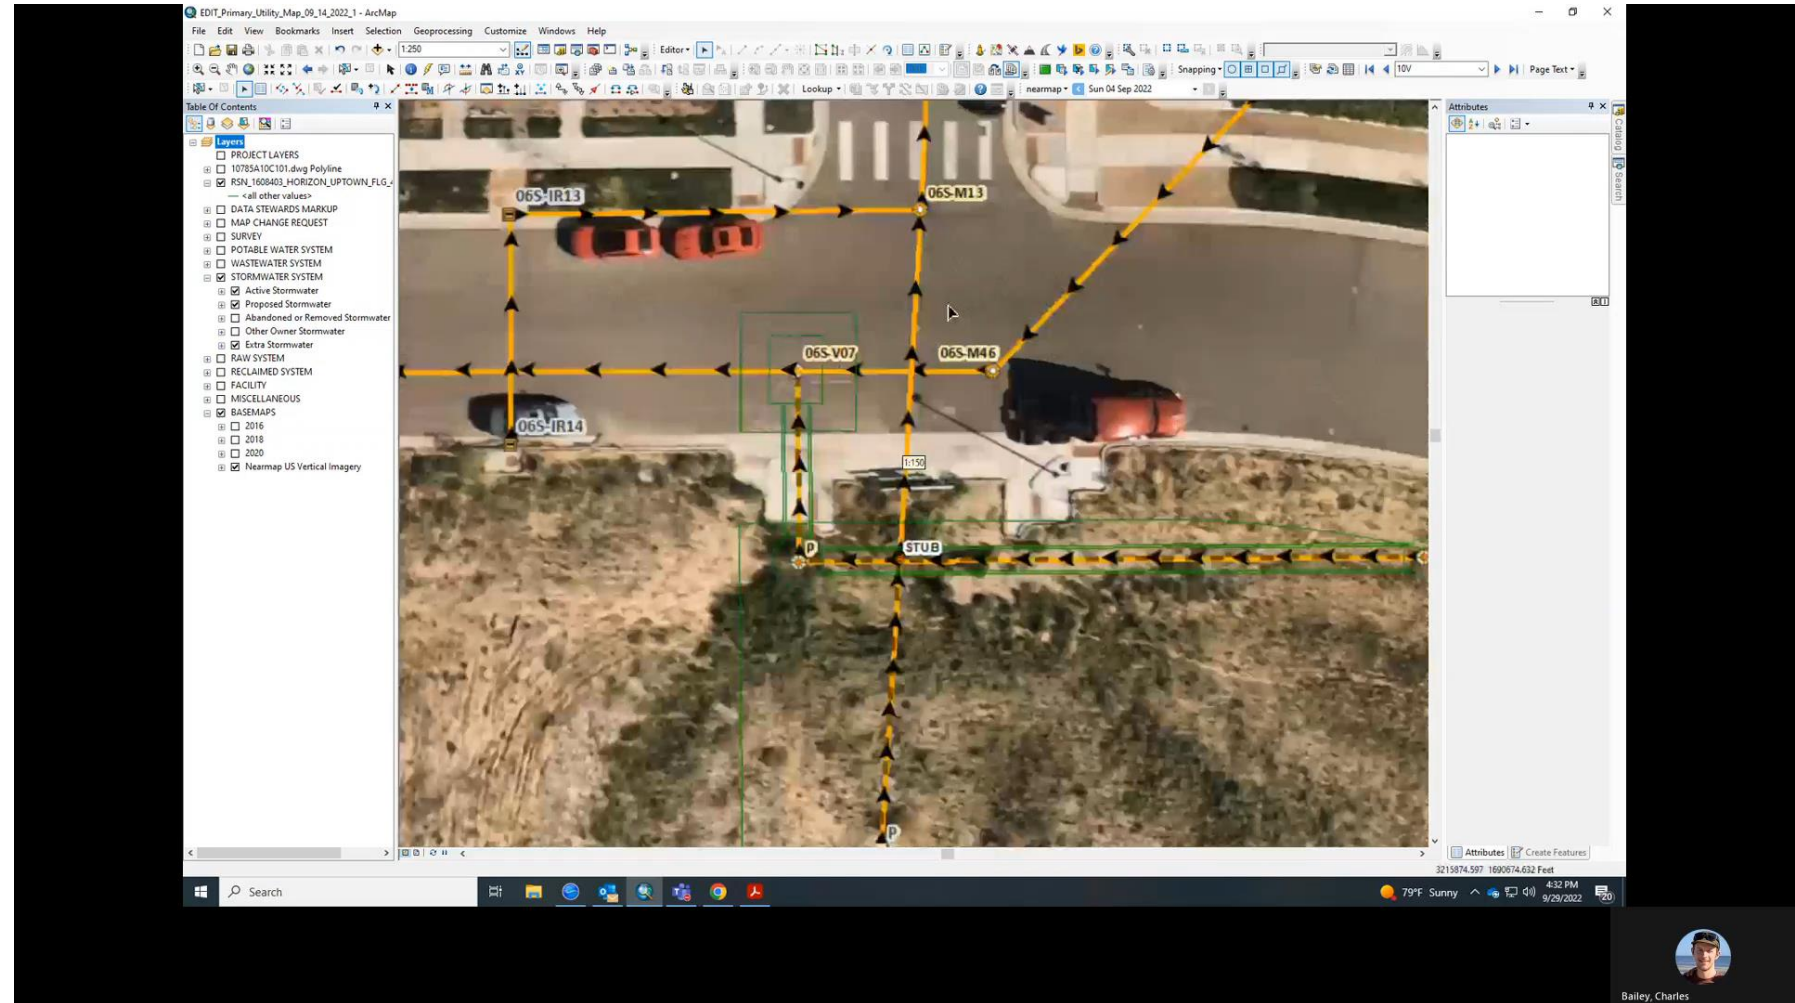 EDIT_Primary_Utility_Map_09_14_2022_1 - ArcMap
File Edit View Bookmarks Insert Selection Geoprocessing Customize Windows Help
1:250
Editor
Snapping
10V
Page Text
Lookup
nearmap
Sun 04 Sep 2022
Table Of Contents
Layers
PROJECT LAYERS
10785A10C101.dwg Polyline
RSN_1608403_HORIZON_UPTOWN_FLG_
<all other values>
DATA STEWARDS MARKUP
MAP CHANGE REQUEST
SURVEY
POTABLE WATER SYSTEM
WASTEWATER SYSTEM
STORMWATER SYSTEM
Active Stormwater
Proposed Stormwater
Abandoned or Removed Stormwater
Other Owner Stormwater
Extra Stormwater
RAW SYSTEM
RECLAIMED SYSTEM
FACILITY
MISCELLANEOUS
BASEMAPS
2016
2018
2020
Nearmap US Vertical Imagery
06S-IR13
06S-M13
06S-V07
06S-M46
06S-IR14
1:150
P
STUB
P
Attributes
Catalog
Search
Attributes
Create Features
3215874.597 1690674.632 Feet
Search
79°F Sunny
4:32 PM
9/29/2022
20
Bailey, Charles